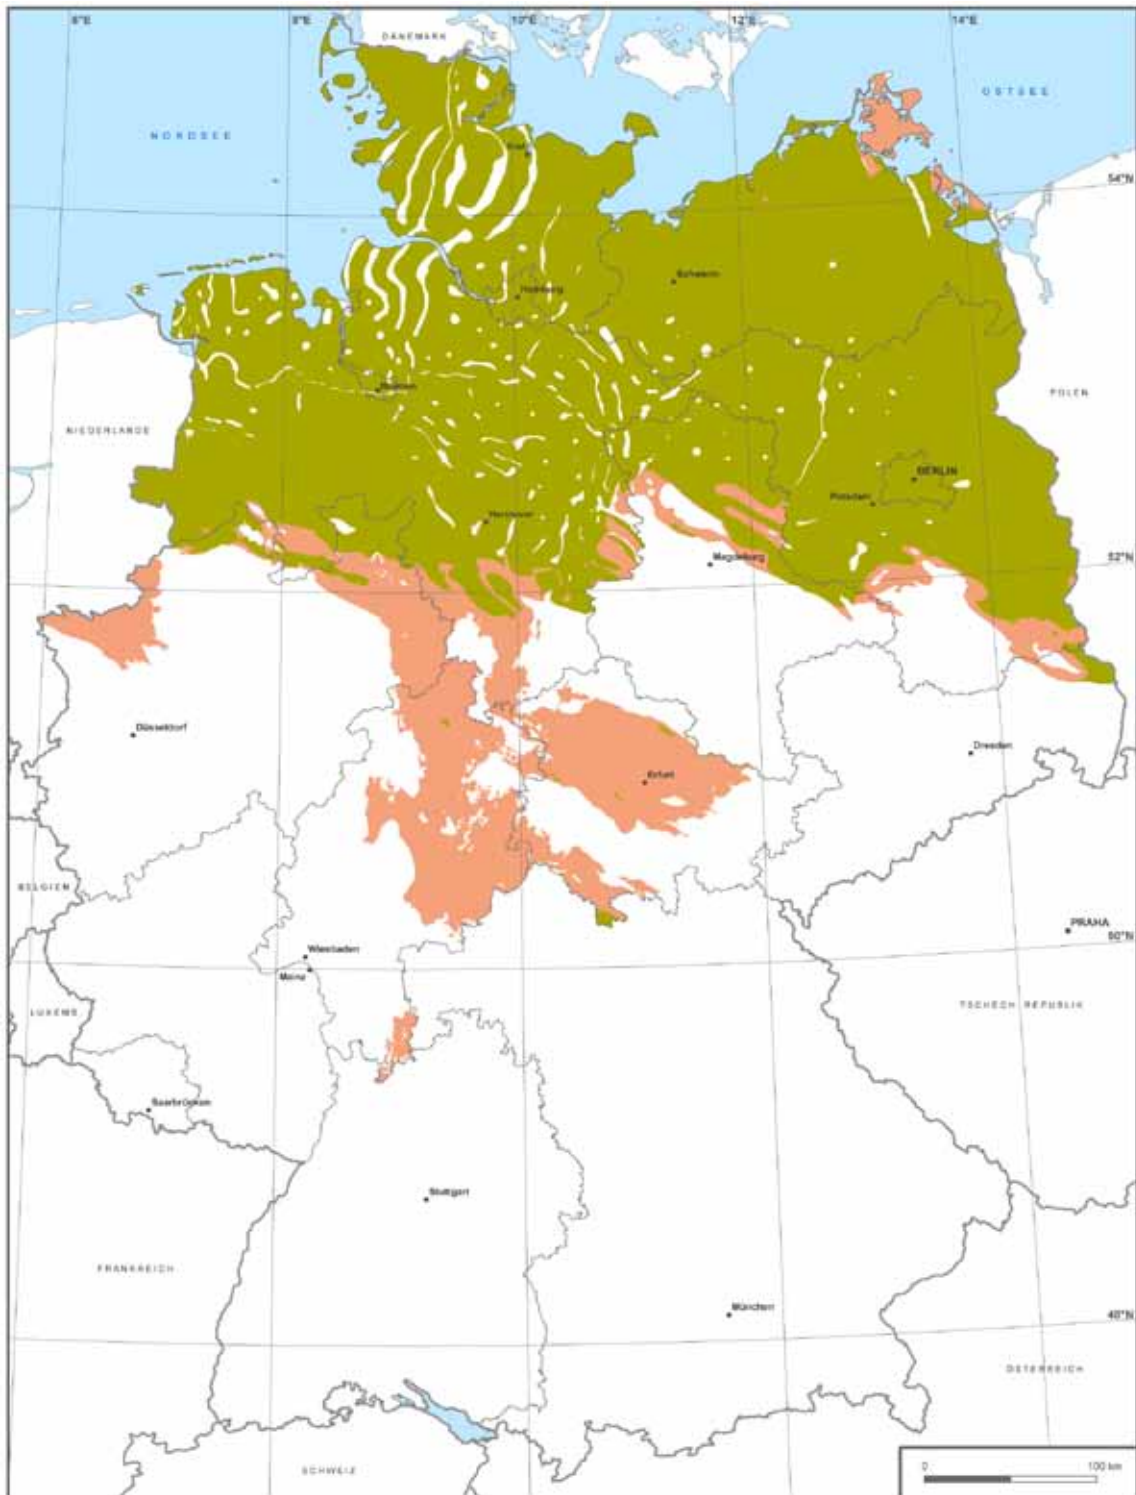 6°E
8°E
10°E
12°E
14°E
DÄNEMARK
OSTSEE
NORDSEE
Kiel
54°N
Schwerin
Hamburg
Bremen
POLEN
NIEDERLANDE
BERLIN
Potsdam
Hannover
52°N
Magdeburg
Düsseldorf
Dresden
Erfurt
BELGIEN
PRAHA
50°N
Wiesbaden
Mainz
LUXEMB
TSCHECH REPUBLIK
Saarbrücken
Stuttgart
FRANKREICH
München
48°N
ÖSTERREICH
SCHWEIZ
0
100 km